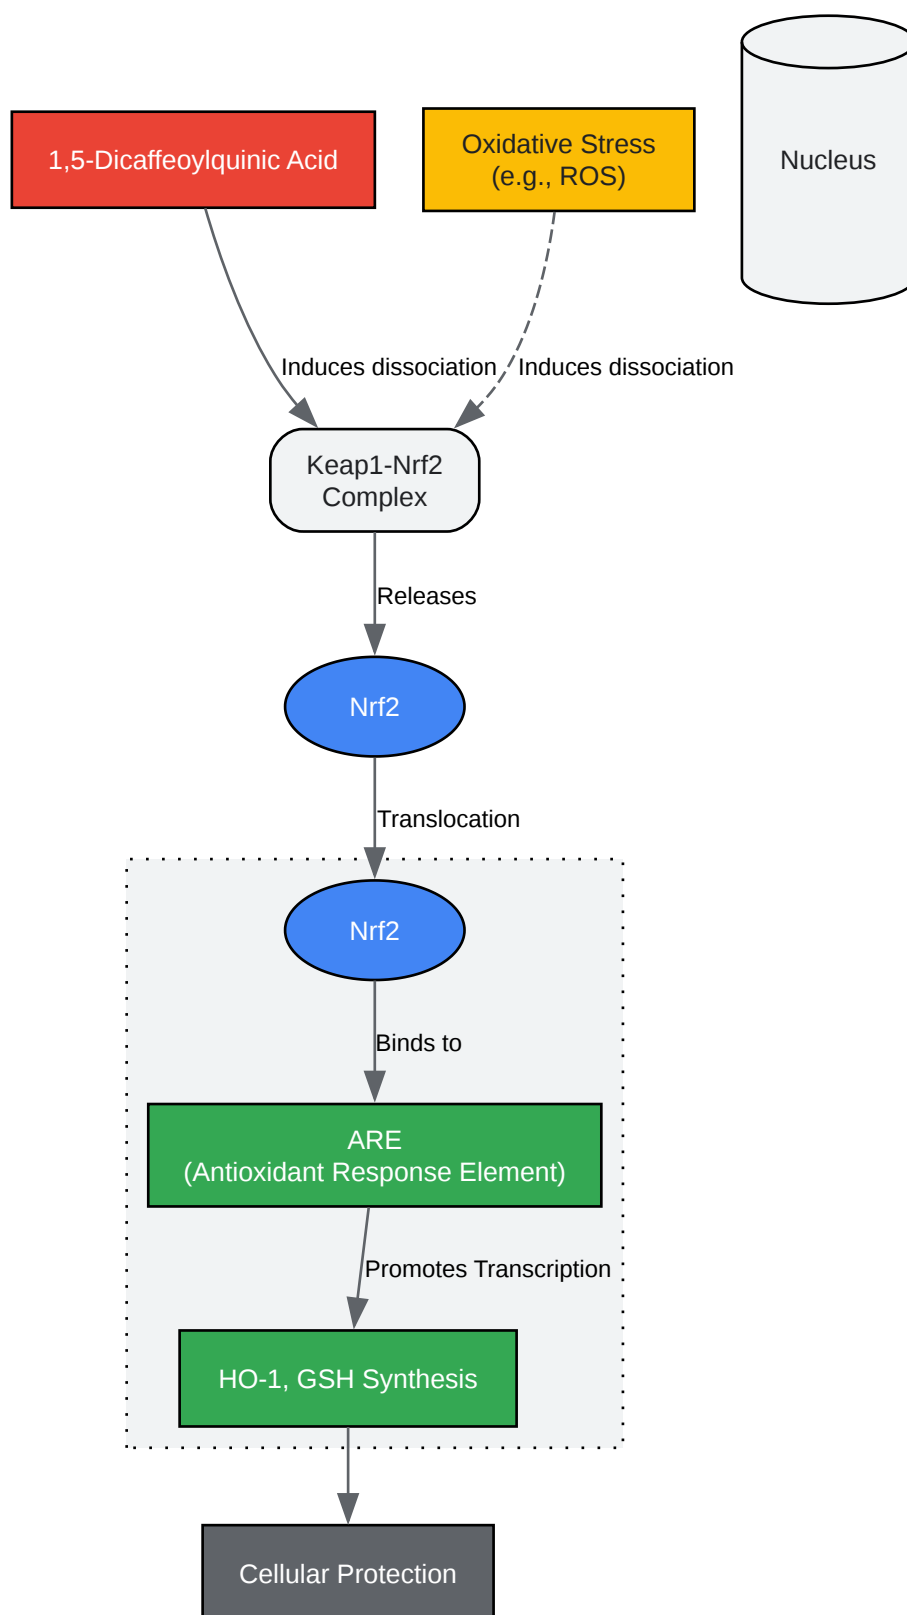 1,5-Dicaffeoylquinic Acid
Oxidative Stress
(e.g., ROS)
Nucleus
Induces dissociation
Induces dissociation
Keap1-Nrf2
Complex
Releases
Nrf2
Translocation
Nrf2
Binds to
ARE
(Antioxidant Response Element)
Promotes Transcription
HO-1, GSH Synthesis
Cellular Protection